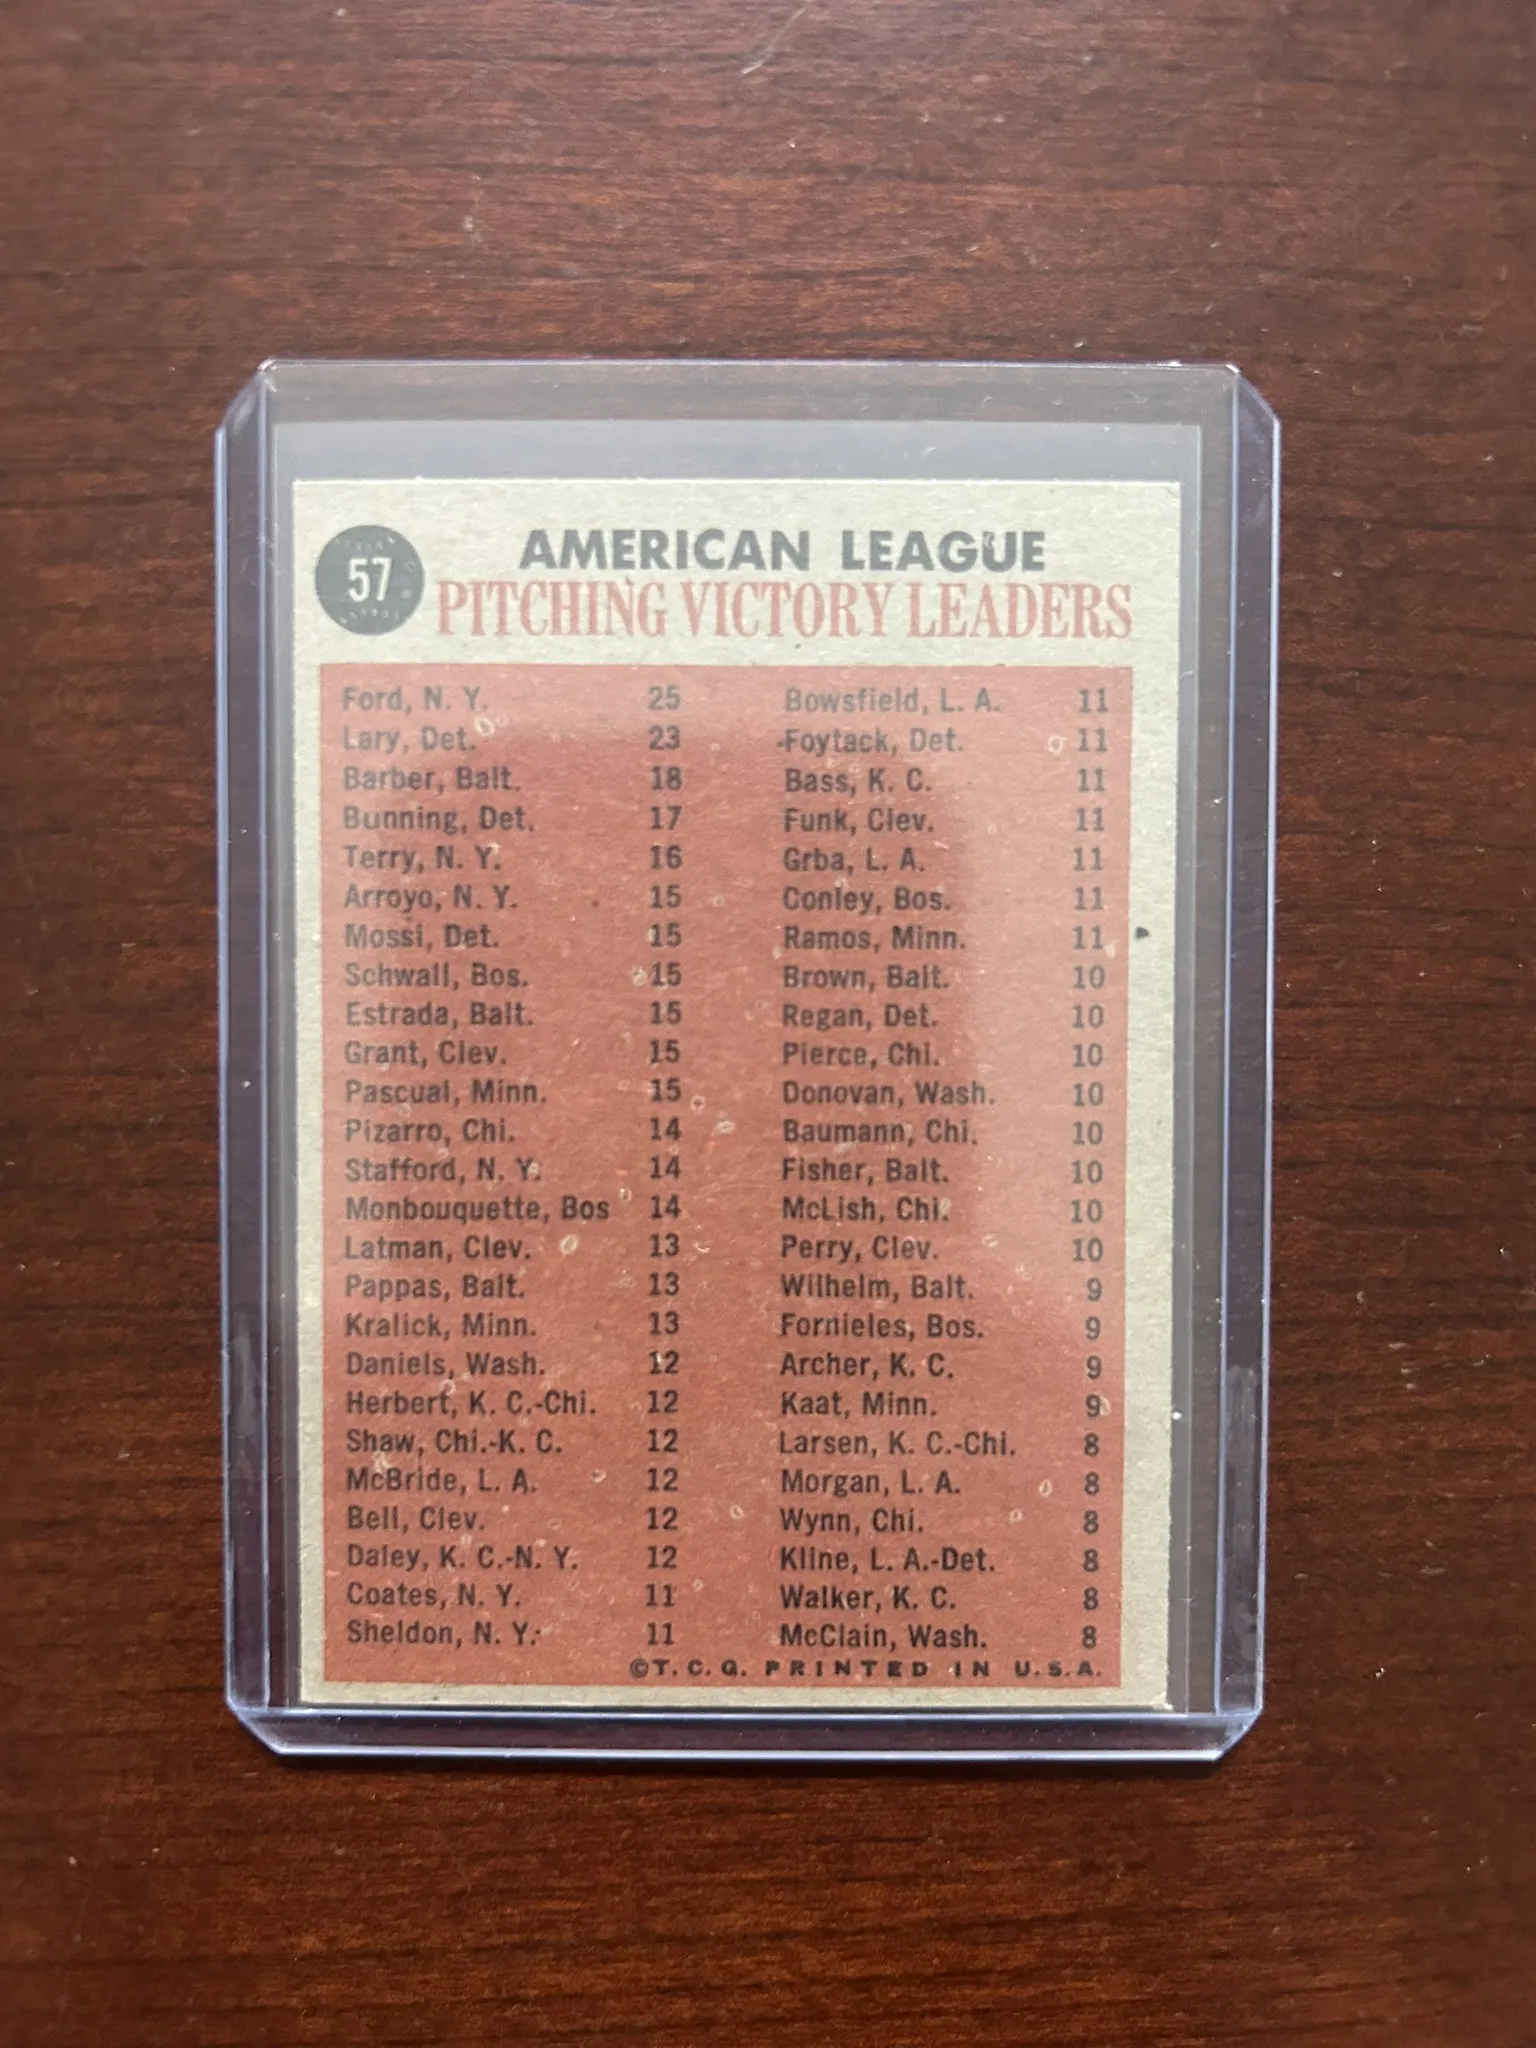 57
AMERICAN LEAGUE
PITCHING VICTORY LEADERS
Ford, N. Y. 25
Lary, Det. 23
Barber, Balt. 18
Bunning, Det. 17
Terry, N. Y. 16
Arroyo, N. Y. 15
Mossi, Det. 15
Schwall, Bos. 15
Estrada, Balt. 15
Grant, Clev. 15
Pascual, Minn. 15
Pizarro, Chi. 14
Stafford, N. Y. 14
Monbouquette, Bos 14
Latman, Clev. 13
Pappas, Balt. 13
Kralick, Minn. 13
Daniels, Wash. 12
Herbert, K. C.-Chi. 12
Shaw, Chi.-K. C. 12
McBride, L. A. 12
Bell, Clev. 12
Daley, K. C.-N. Y. 12
Coates, N. Y. 11
Sheldon, N. Y. 11
Bowsfield, L. A. 11
Foytack, Det. 11
Bass, K. C. 11
Funk, Clev. 11
Grba, L. A. 11
Conley, Bos. 11
Ramos, Minn. 11
Brown, Balt. 10
Regan, Det. 10
Pierce, Chi. 10
Donovan, Wash. 10
Baumann, Chi. 10
Fisher, Balt. 10
McLish, Chi. 10
Perry, Clev. 10
Wilhelm, Balt. 9
Fornieles, Bos. 9
Archer, K. C. 9
Kaat, Minn. 9
Larsen, K. C.-Chi. 8
Morgan, L. A. 8
Wynn, Chi. 8
Kline, L. A.-Det. 8
Walker, K. C. 8
McClain, Wash. 8
©T. C. G. PRINTED IN U.S.A.